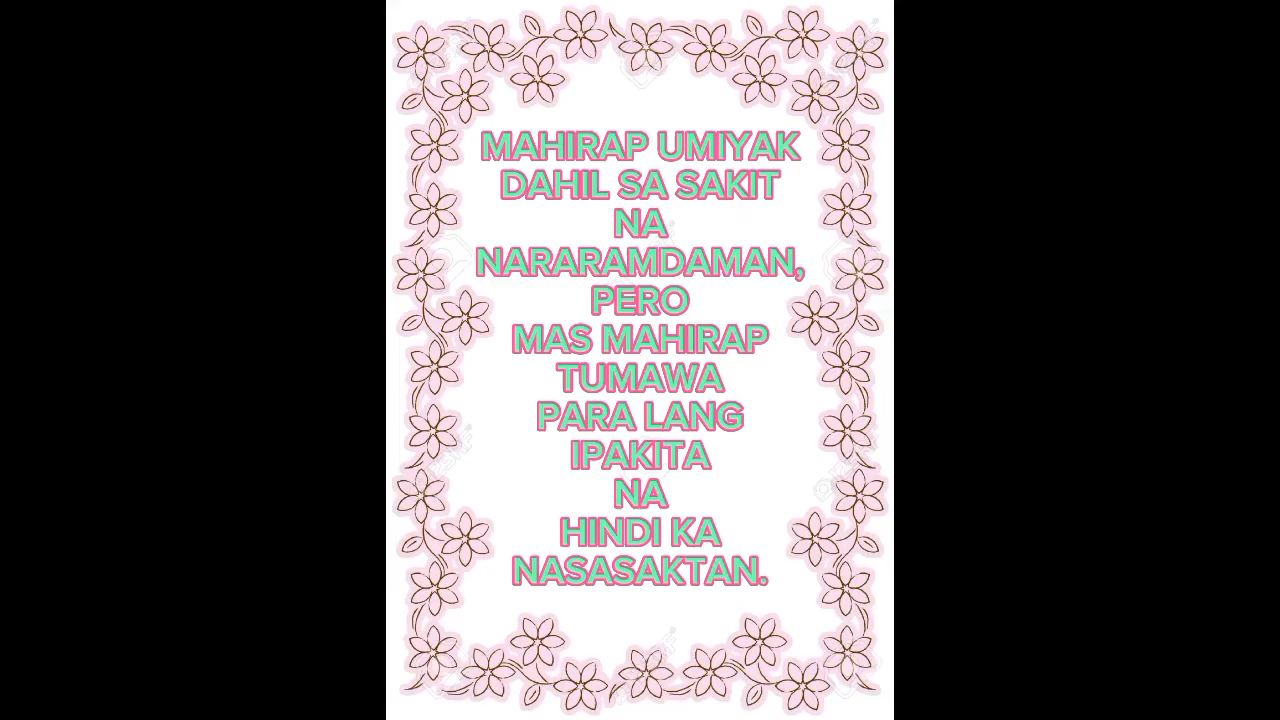 MAHIRAP UMIYAK
DAHIL SA SAKIT
NA
NARARAMDAMAN,
PERO
MAS MAHIRAP
TUMAWA
PARA LANG
IPAKITA
NA
HINDI KA
NASASAKTAN.